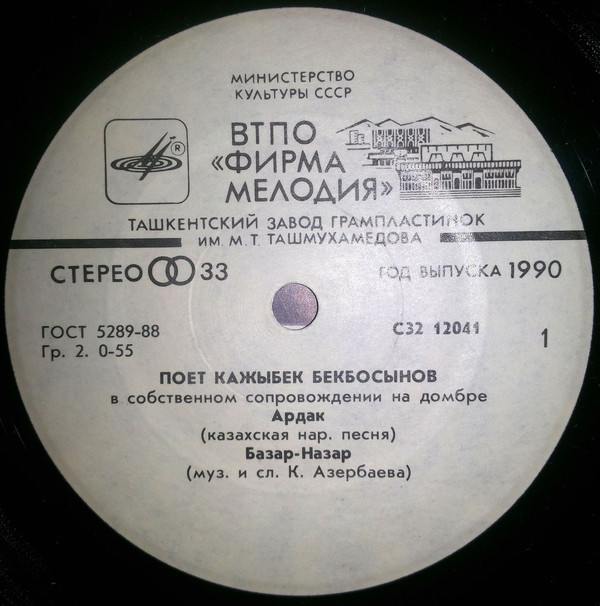 МИНИСТЕРСТВО
КУЛЬТУРЫ СССР
ВТПО
«ФИРМА
МЕЛОДИЯ»
®
ТАШКЕНТСКИЙ ЗАВОД ГРАМПЛАСТИНОК
ИМ. М. Т. ТАШМУХАМЕДОВА
СТЕРЕО 33
ГОД ВЫПУСКА 1990
ГОСТ 5289-88
Гр. 2. 0-55
С32 12041
1
ПОЕТ КАЖЫБЕК БЕКБОСЫНОВ
в собственном сопровождении на домбре
Ардак
(казахская нар. песня)
Базар-Назар
(муз. и сл. К. Азербаева)